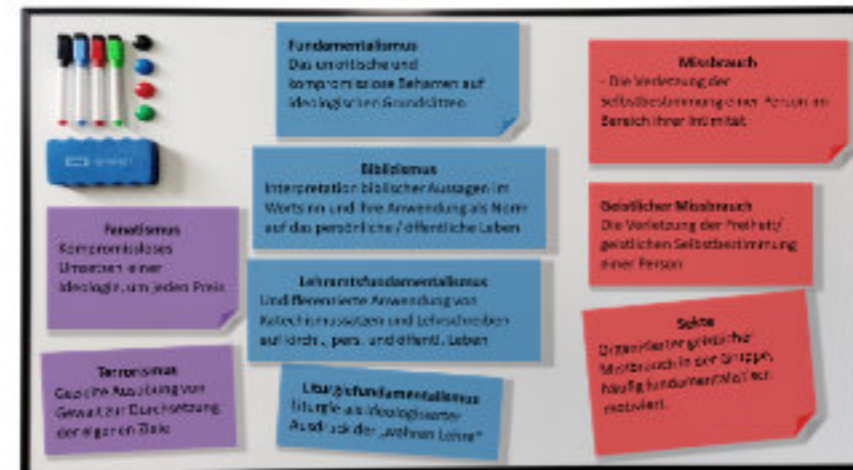 Fundamentalismus
Das unkritische und
kompromisslose Beharren auf
ideologischen Grundsätzen
Missbrauch
- Die Verletzung der
Selbstbestimmung einer Person im
Bereich ihrer Intimität
Biblizismus
Interpretation biblischer Aussagen im
Wortsinn und ihre Anwendung als Norm
auf das persönliche / öffentliche Leben
Geistlicher Missbrauch
Die Verletzung der Freiheit/
geistlichen Selbstbestimmung
einer Person
Fanatismus
Kompromissloses
Umsetzen einer
Ideologie, um jeden Preis
Lehramtsfundamentalismus
Undifferenzierte Anwendung von
Katechismussätzen und Lehrschreiben
auf kirchl., pers. und öffentl. Leben
Sekte
Organisierter geistlicher
Missbrauch in der Gruppe,
häufig fundamentalistisch
motiviert.
Terrorismus
Gezielte Ausübung von
Gewalt zur Durchsetzung
der eigenen Ziele
Liturgiefundamentalismus
Liturgie als ideologisierter
Ausdruck der „wahren Lehre“